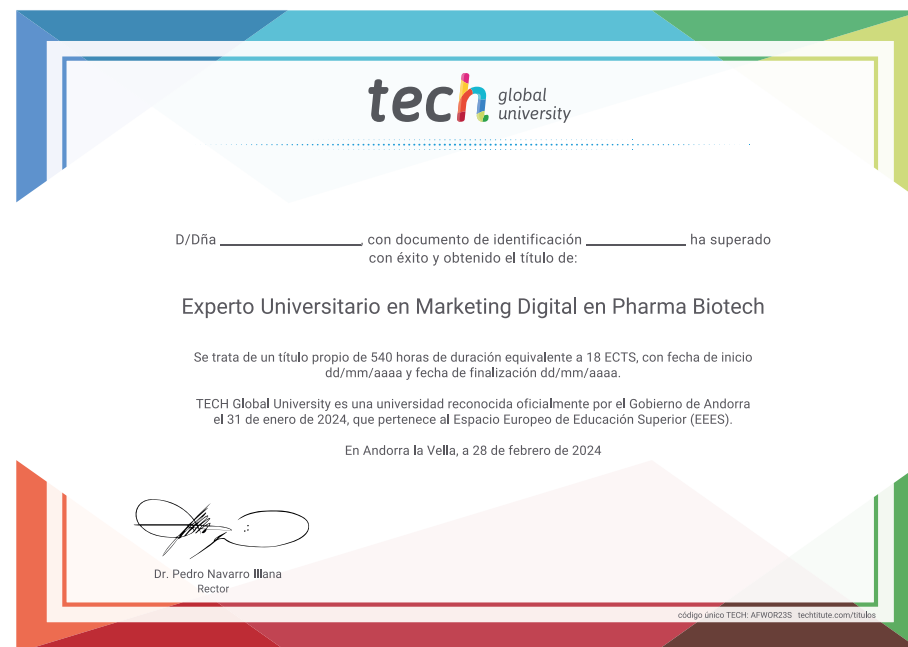 tech global university
D/Dña ______________, con documento de identificación __________ ha superado
con éxito y obtenido el título de:
Experto Universitario en Marketing Digital en Pharma Biotech
Se trata de un título propio de 540 horas de duración equivalente a 18 ECTS, con fecha de inicio
dd/mm/aaaa y fecha de finalización dd/mm/aaaa.
TECH Global University es una universidad reconocida oficialmente por el Gobierno de Andorra
el 31 de enero de 2024, que pertenece al Espacio Europeo de Educación Superior (EEES).
En Andorra la Vella, a 28 de febrero de 2024
Dr. Pedro Navarro Illana
Rector
código único TECH: AFWOR23S techtitute.com/titulos